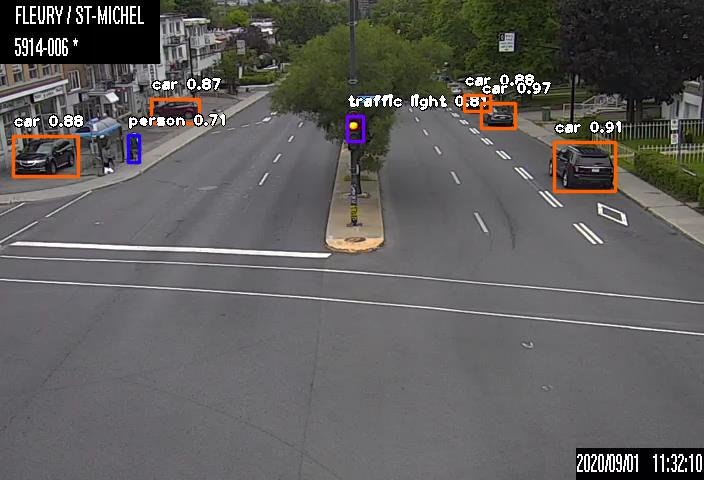 FLEURY / ST-MICHEL
5914-006 *
car 0.88
car 0.87
car 0.97
traffic light 0.81
car 0.88
person 0.71
car 0.91
2020/09/01 11:32:10